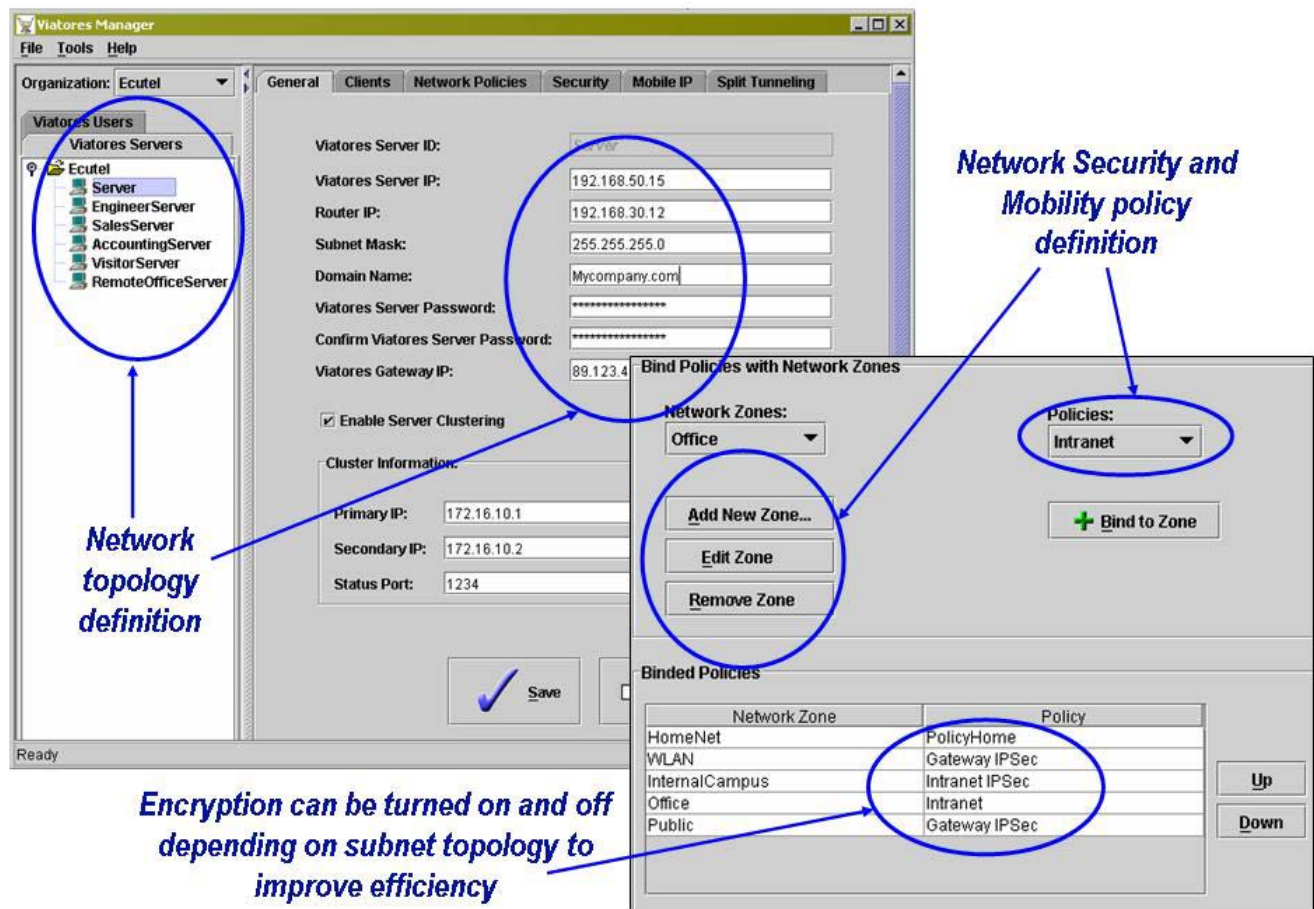 Viatores Manager
File Tools Help
Organization: Ecutel
Viatores Users
Viatores Servers
Ecutel
Server
EngineerServer
SalesServer
AccountingServer
VisitorServer
RemoteOfficeServer
General Clients Network Policies Security Mobile IP Split Tunneling
Viatores Server ID: Server
Viatores Server IP: 192.168.50.15
Router IP: 192.168.30.12
Subnet Mask: 255.255.255.0
Domain Name: Mycompany.com
Viatores Server Password: ****************
Confirm Viatores Server Password: ****************
Viatores Gateway IP: 89.123.4
Enable Server Clustering
Cluster Information:
Primary IP: 172.16.10.1
Secondary IP: 172.16.10.2
Status Port: 1234
Save
Ready
Network Security and
Mobility policy
definition
Bind Policies with Network Zones
Network Zones:
Office
Policies:
Intranet
Add New Zone...
Edit Zone
Remove Zone
Bind to Zone
Binded Policies
Network Zone Policy
HomeNet PolicyHome
WLAN Gateway IPSec
InternalCampus Intranet IPSec
Office Intranet
Public Gateway IPSec
Up
Down
Network
topology
definition
Encryption can be turned on and off
depending on subnet topology to
improve efficiency